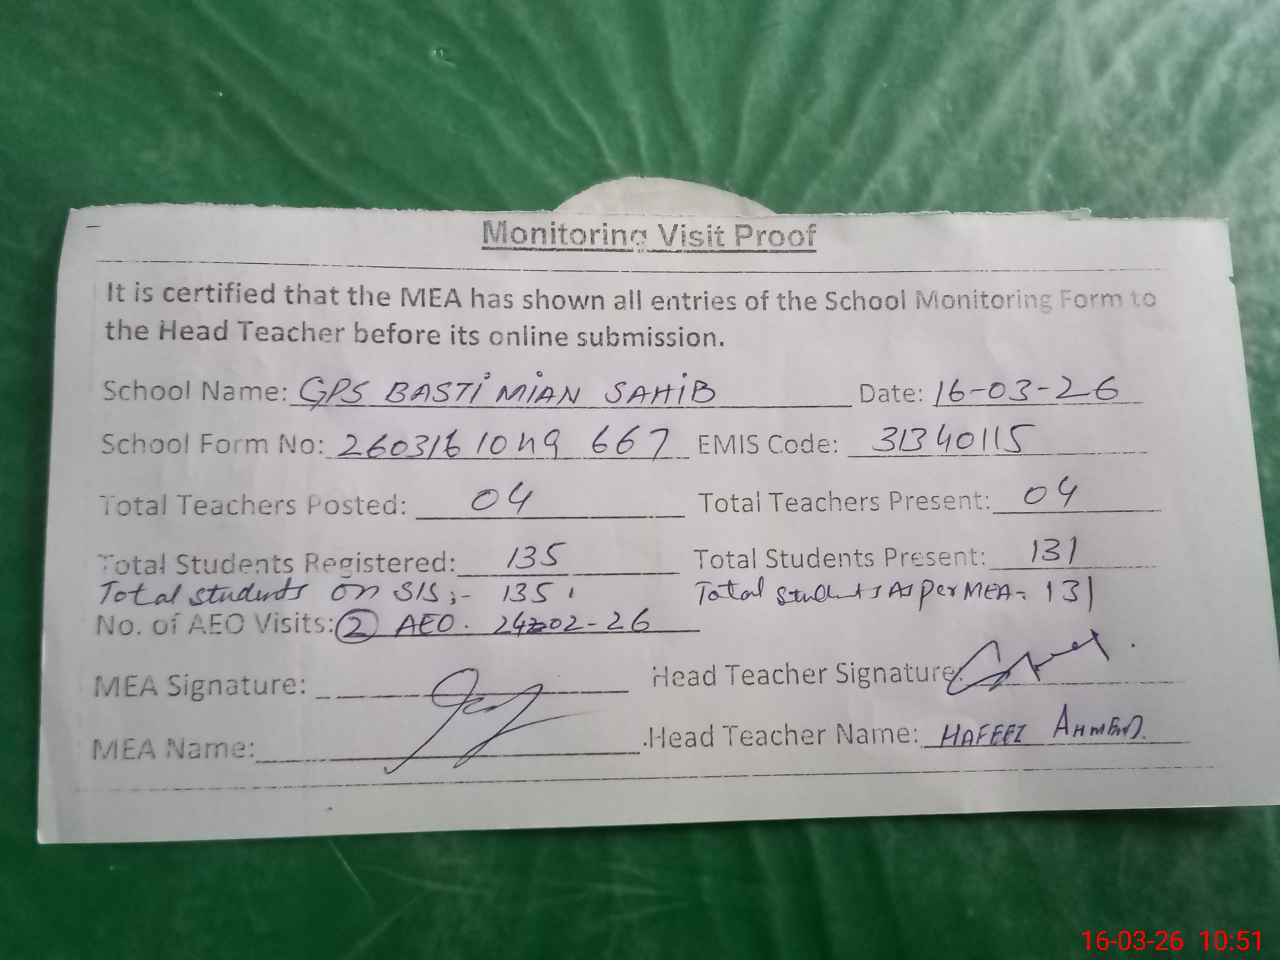 Monitoring Visit Proof
It is certified that the MEA has shown all entries of the School Monitoring Form to
the Head Teacher before its online submission.
School Name: GPS BASTI MIAN SAHIB Date: 16-03-26
School Form No: 260316 1049 667 EMIS Code: 31340115
Total Teachers Posted: 04 Total Teachers Present: 04
Total Students Registered: 135 Total Students Present: 131
Total students on SIS:- 135 Total students As per MEA- 131
No. of AEO Visits: 2 AEO. 24-02-26
MEA Signature: Head Teacher Signature:
MEA Name: Head Teacher Name: HAFEEZ AHMED.
16-03-26 10:51